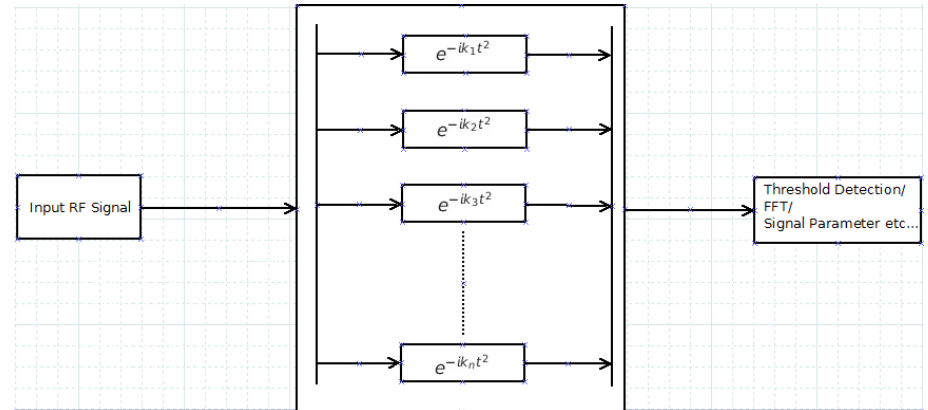 e^{-ik_1t^2}
e^{-ik_2t^2}
e^{-ik_3t^2}
Input RF Signal
Threshold Detection/
FFT/
Signal Parameter etc...
e^{-ik_nt^2}